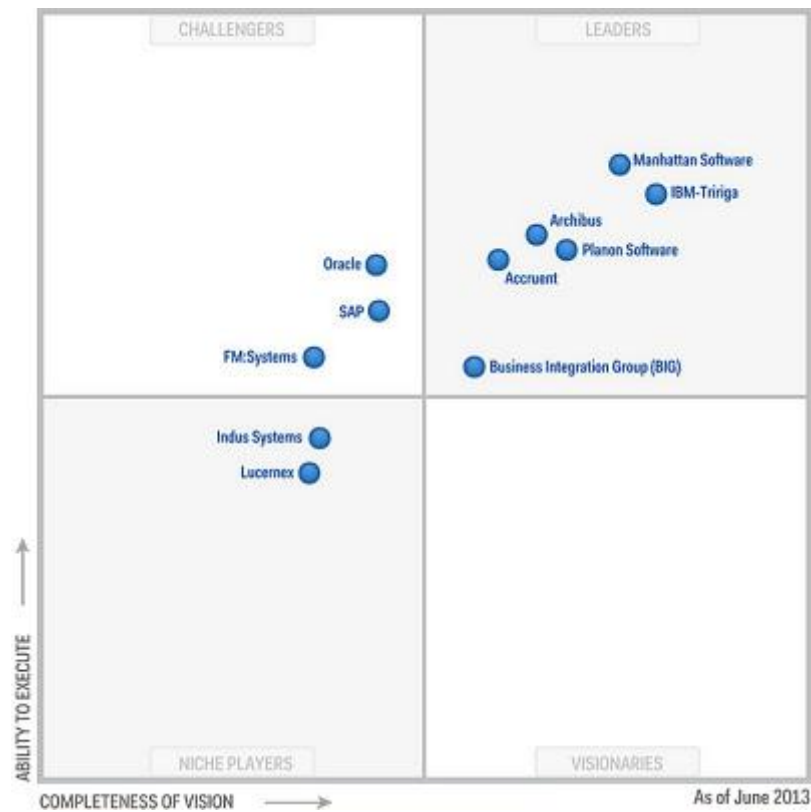 CHALLENGERS
LEADERS
Manhattan Software
IBM-Tririga
Archibus
Planon Software
Accruent
Oracle
SAP
FM:Systems
Business Integration Group (BIG)
Indus Systems
Lucernex
ABILITY TO EXECUTE
NICHE PLAYERS
VISIONARIES
COMPLETENESS OF VISION
As of June 2013